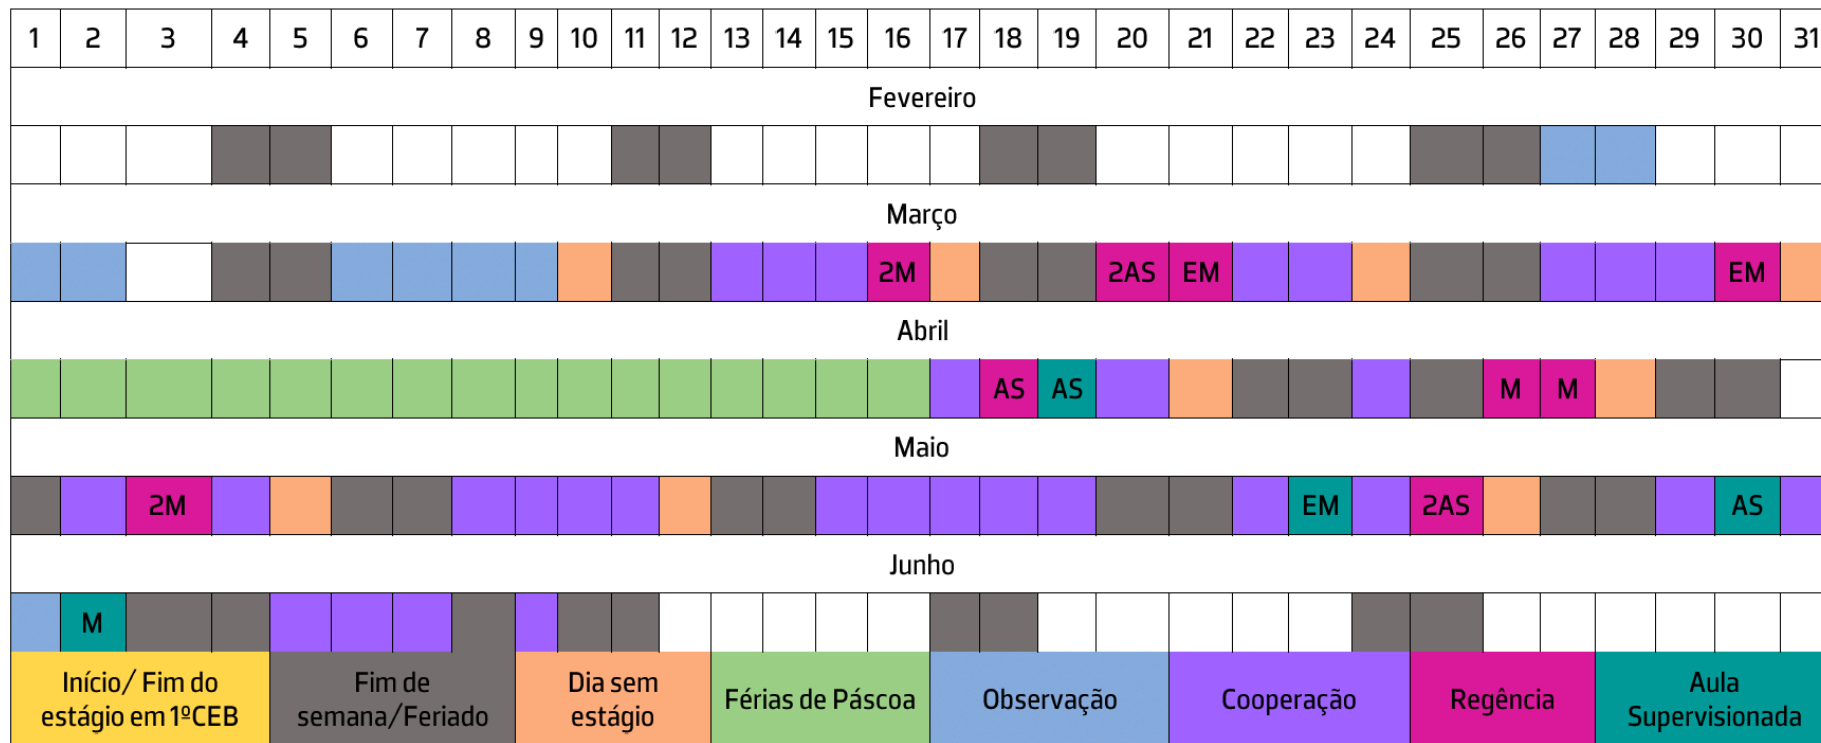 1 2 3 4 5 6 7 8 9 10 11 12 13 14 15 16 17 18 19 20 21 22 23 24 25 26 27 28 29 30 31
Fevereiro
Março
2M 2AS EM EM
Abril
AS AS M M
Maio
2M EM 2AS AS
Junho
M
Início/ Fim do
estágio em 1ºCEB
Fim de
semana/Feriado
Dia sem
estágio
Férias de Páscoa
Observação
Cooperação
Regência
Aula
Supervisionada